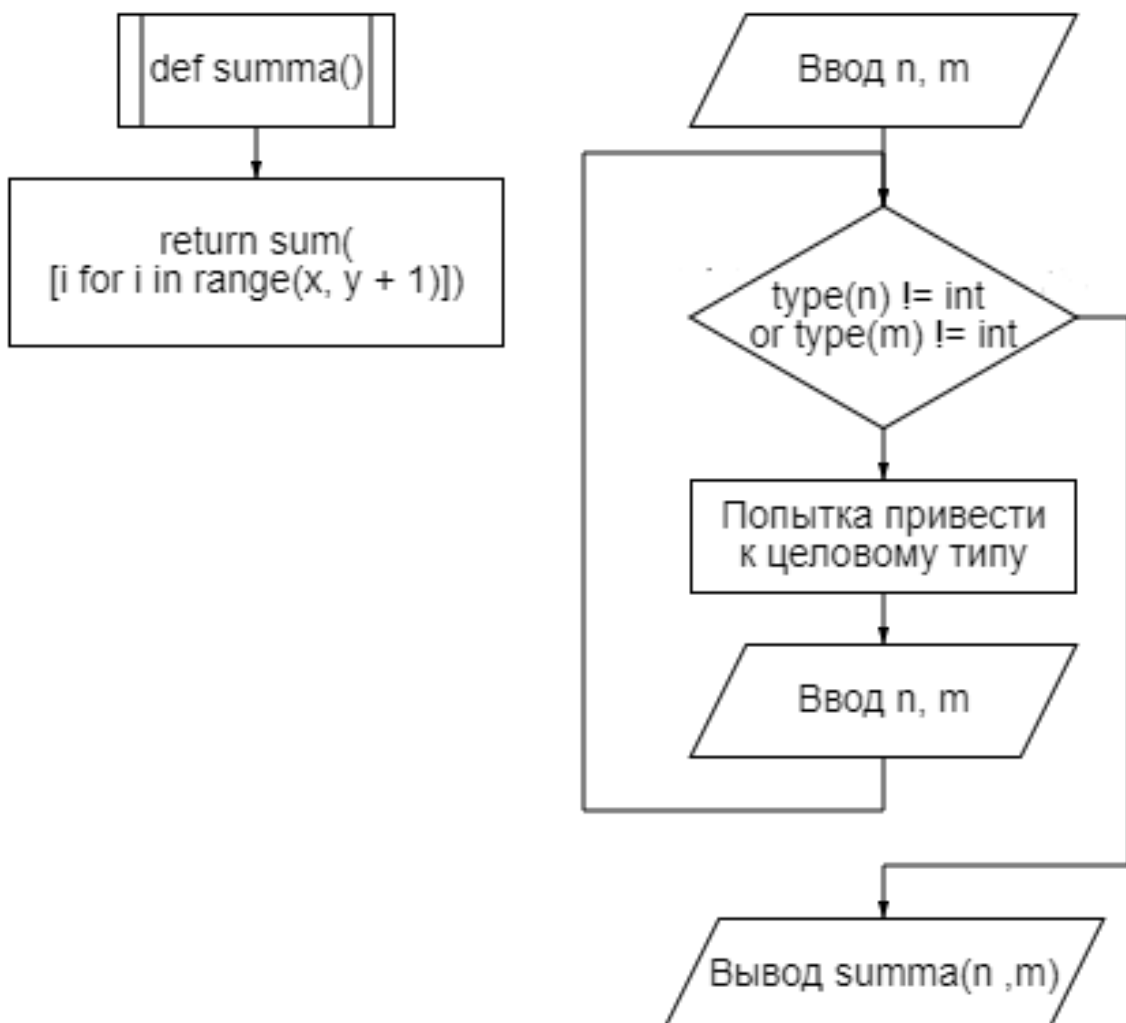 def summa()
return sum(
[i for i in range(x, y + 1)])
Ввод n, m
type(n) != int
or type(m) != int
Попытка привести
к целовому типу
Ввод n, m
Вывод summa(n ,m)